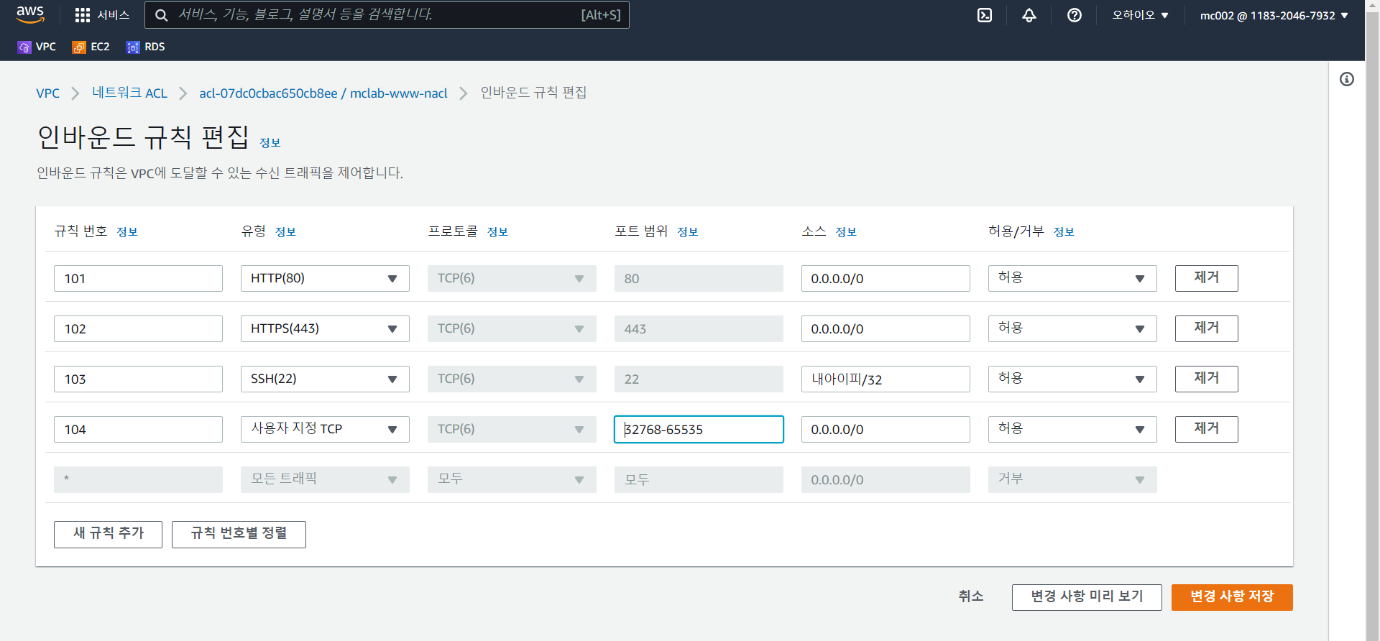 aws
서비스
서비스, 기능, 블로그, 설명서 등을 검색합니다.
[Alt+S]
오하이오
mc002 @ 1183-2046-7932
VPC EC2 RDS
VPC 네트워크 ACL acl-07dc0cbac650cb8ee / mclab-www-nacl 인바운드 규칙 편집
인바운드 규칙 편집 정보
인바운드 규칙은 VPC에 도달할 수 있는 수신 트래픽을 제어합니다.
규칙 번호 정보 유형 정보 프로토콜 정보 포트 범위 정보 소스 정보 허용/거부 정보
101 HTTP(80) TCP(6) 80 0.0.0.0/0 허용 제거
102 HTTPS(443) TCP(6) 443 0.0.0.0/0 허용 제거
103 SSH(22) TCP(6) 22 내아이피/32 허용 제거
104 사용자 지정 TCP TCP(6) 32768-65535 0.0.0.0/0 허용 제거
* 모든 트래픽 모두 모두 0.0.0.0/0 거부
새 규칙 추가 규칙 번호별 정렬
취소 변경 사항 미리 보기 변경 사항 저장